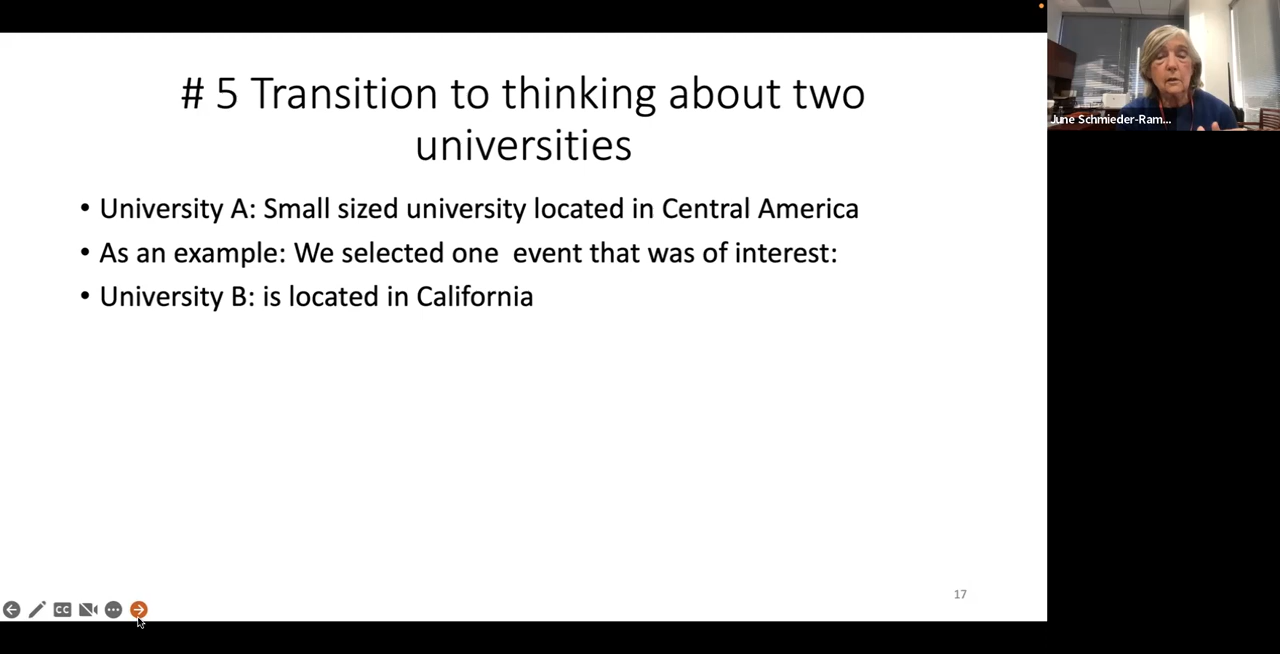 # 5 Transition to thinking about two
universities
• University A: Small sized university located in Central America
• As an example: We selected one  event that was of interest:
• University B: is located in California
17
CC
June Schmieder-Ram...